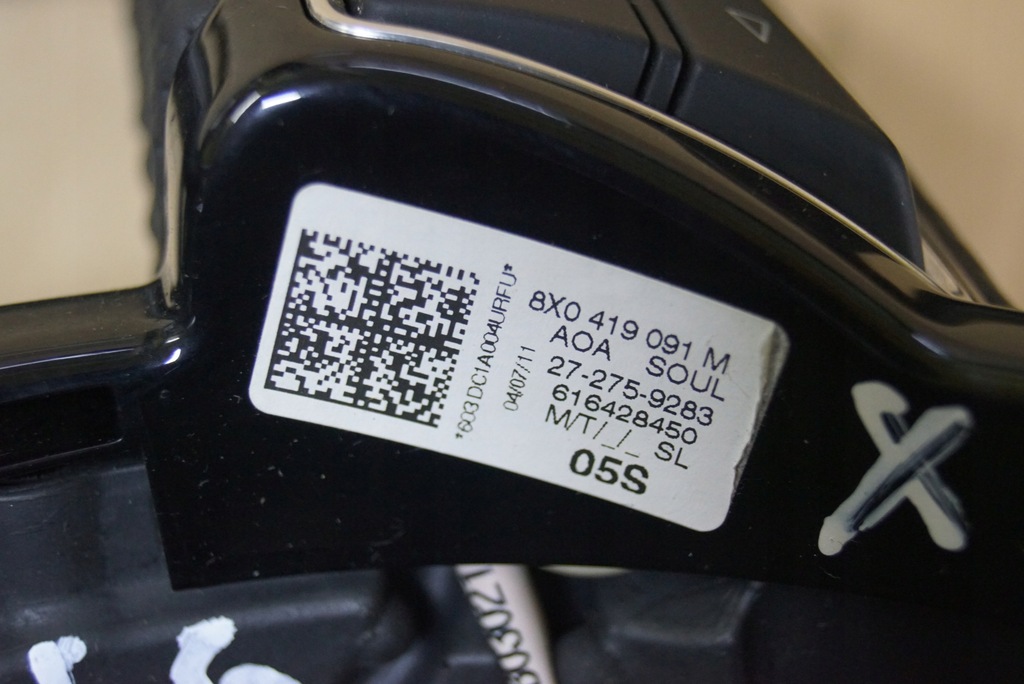 *603 DC1A004URFU*
04/07/11
8X0 419 091 M
AOA SOUL
27-275-9283
616428450
M/T/_/_ SL
05S
X